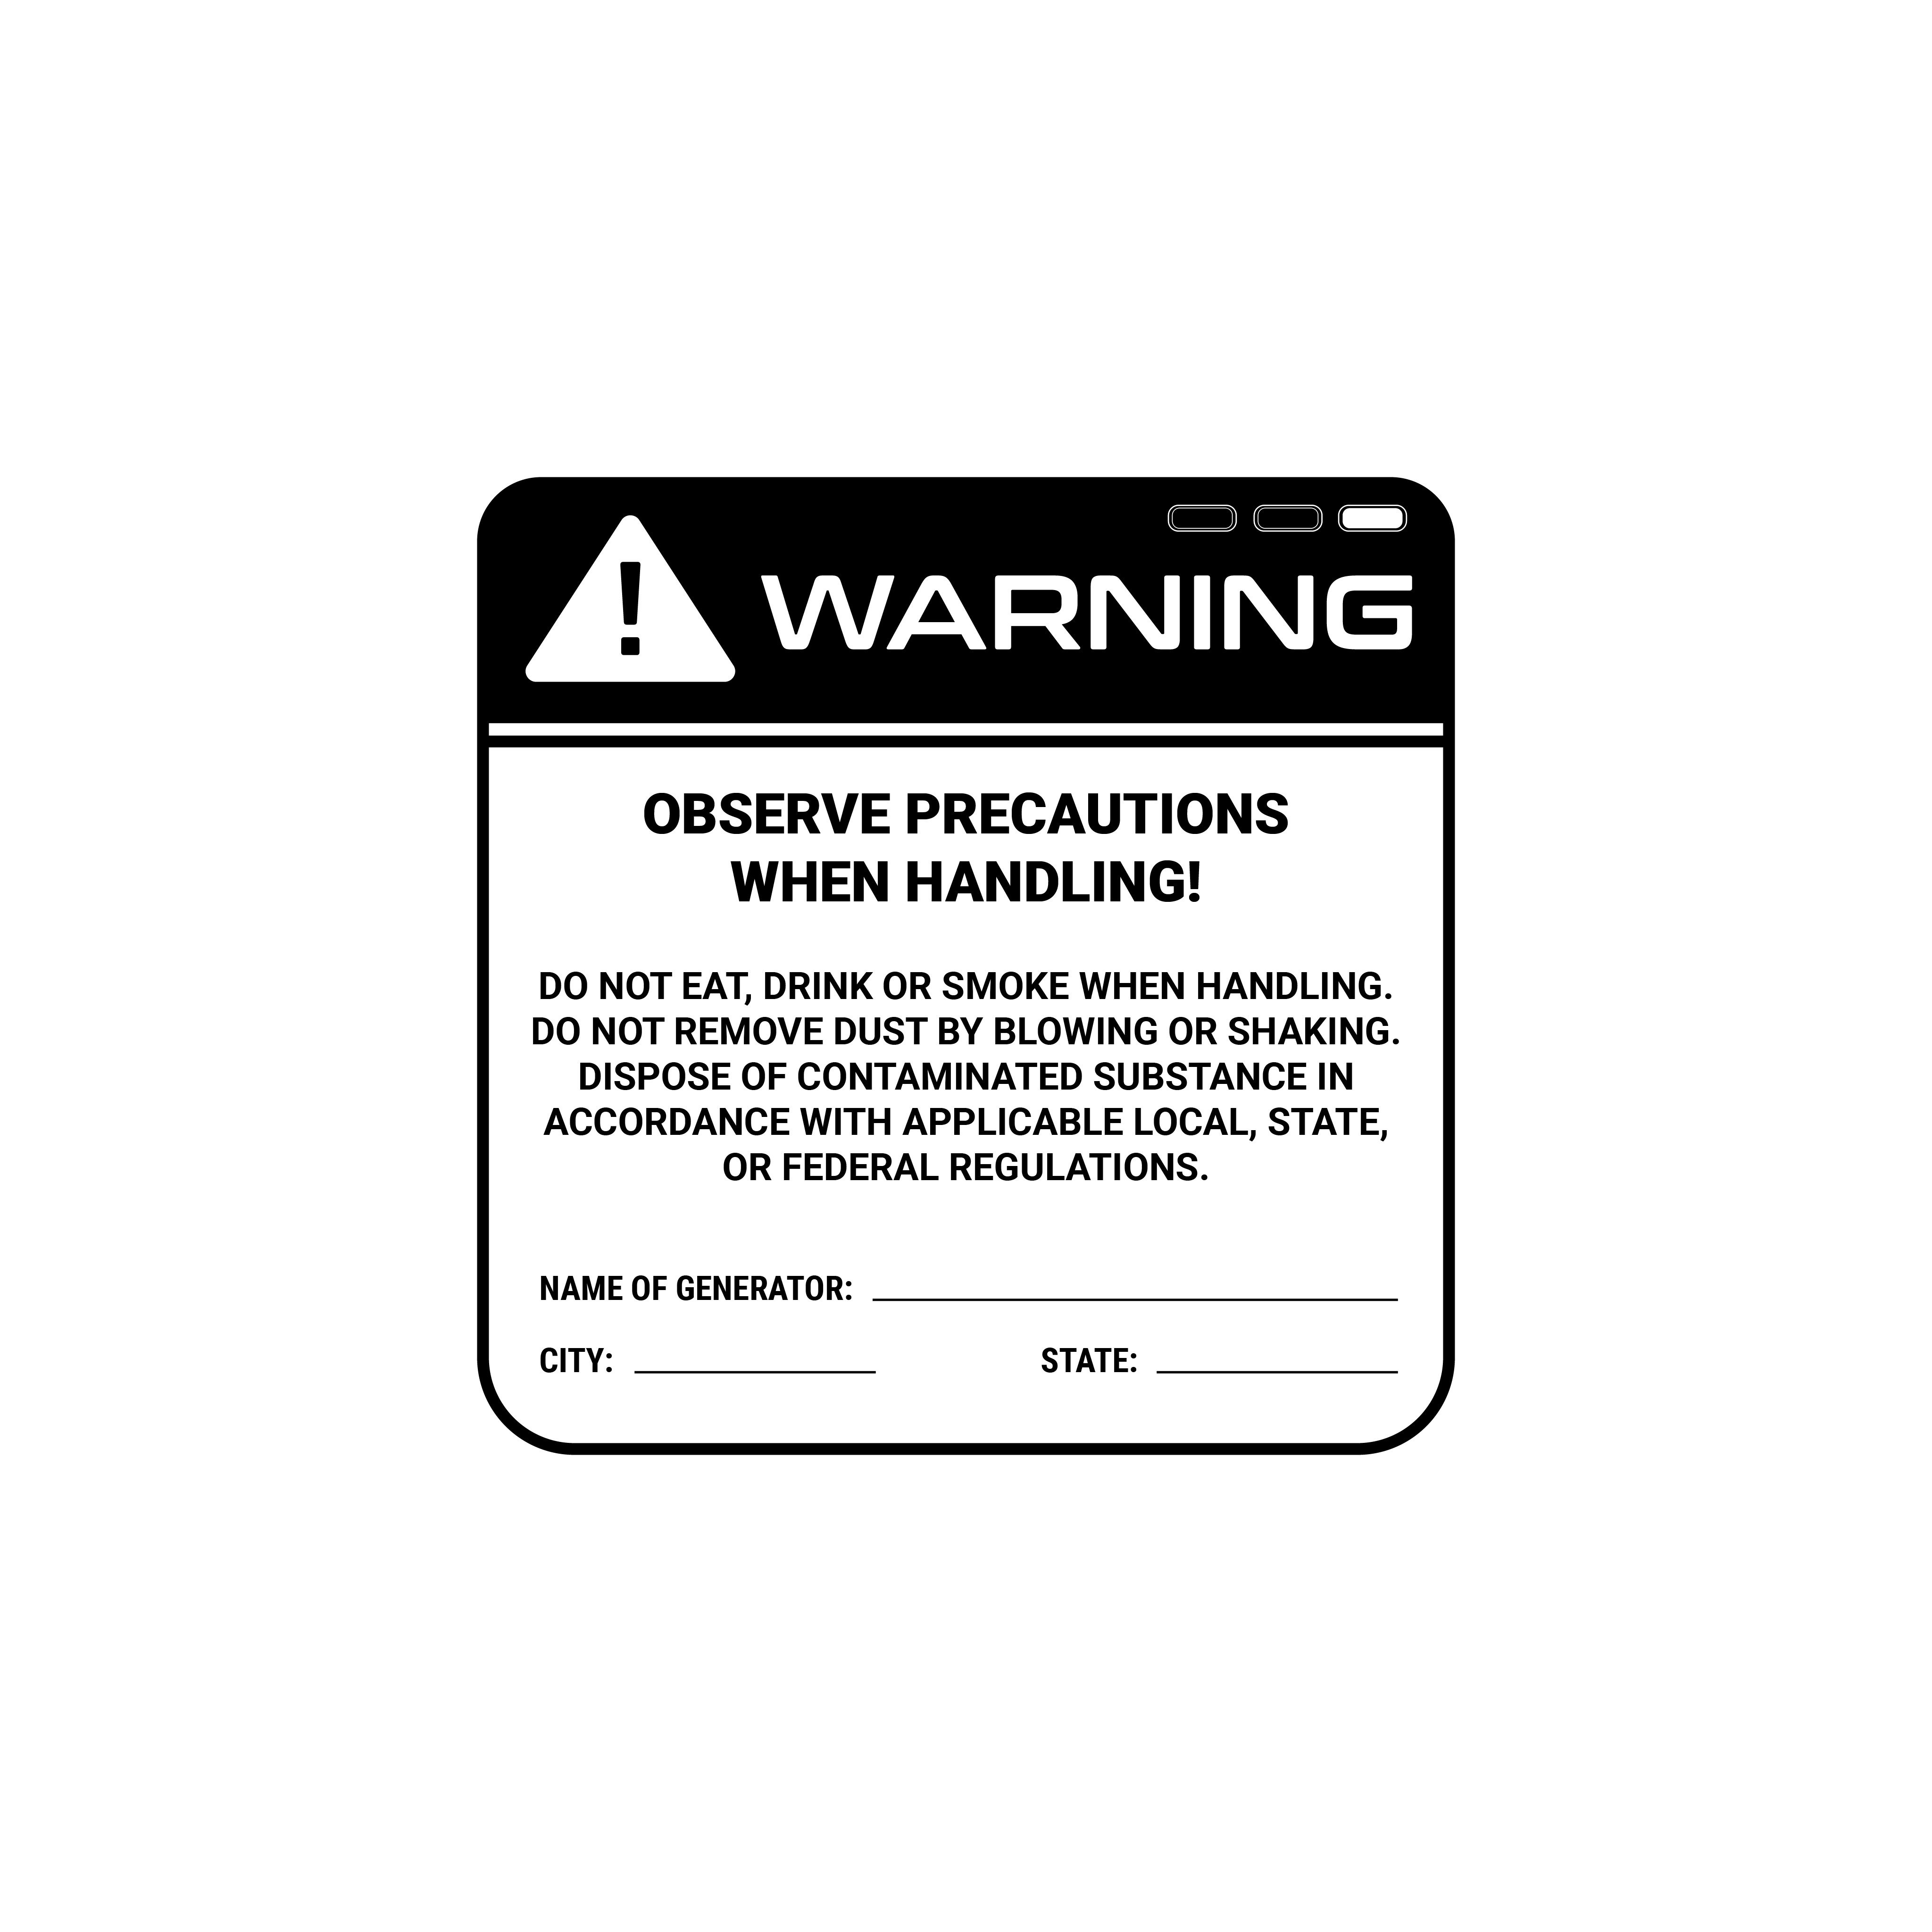 WARNING
OBSERVE PRECAUTIONS
WHEN HANDLING!
DO NOT EAT, DRINK OR SMOKE WHEN HANDLING.
DO NOT REMOVE DUST BY BLOWING OR SHAKING.
DISPOSE OF CONTAMINATED SUBSTANCE IN
ACCORDANCE WITH APPLICABLE LOCAL, STATE,
OR FEDERAL REGULATIONS.
NAME OF GENERATOR:
CITY: STATE: